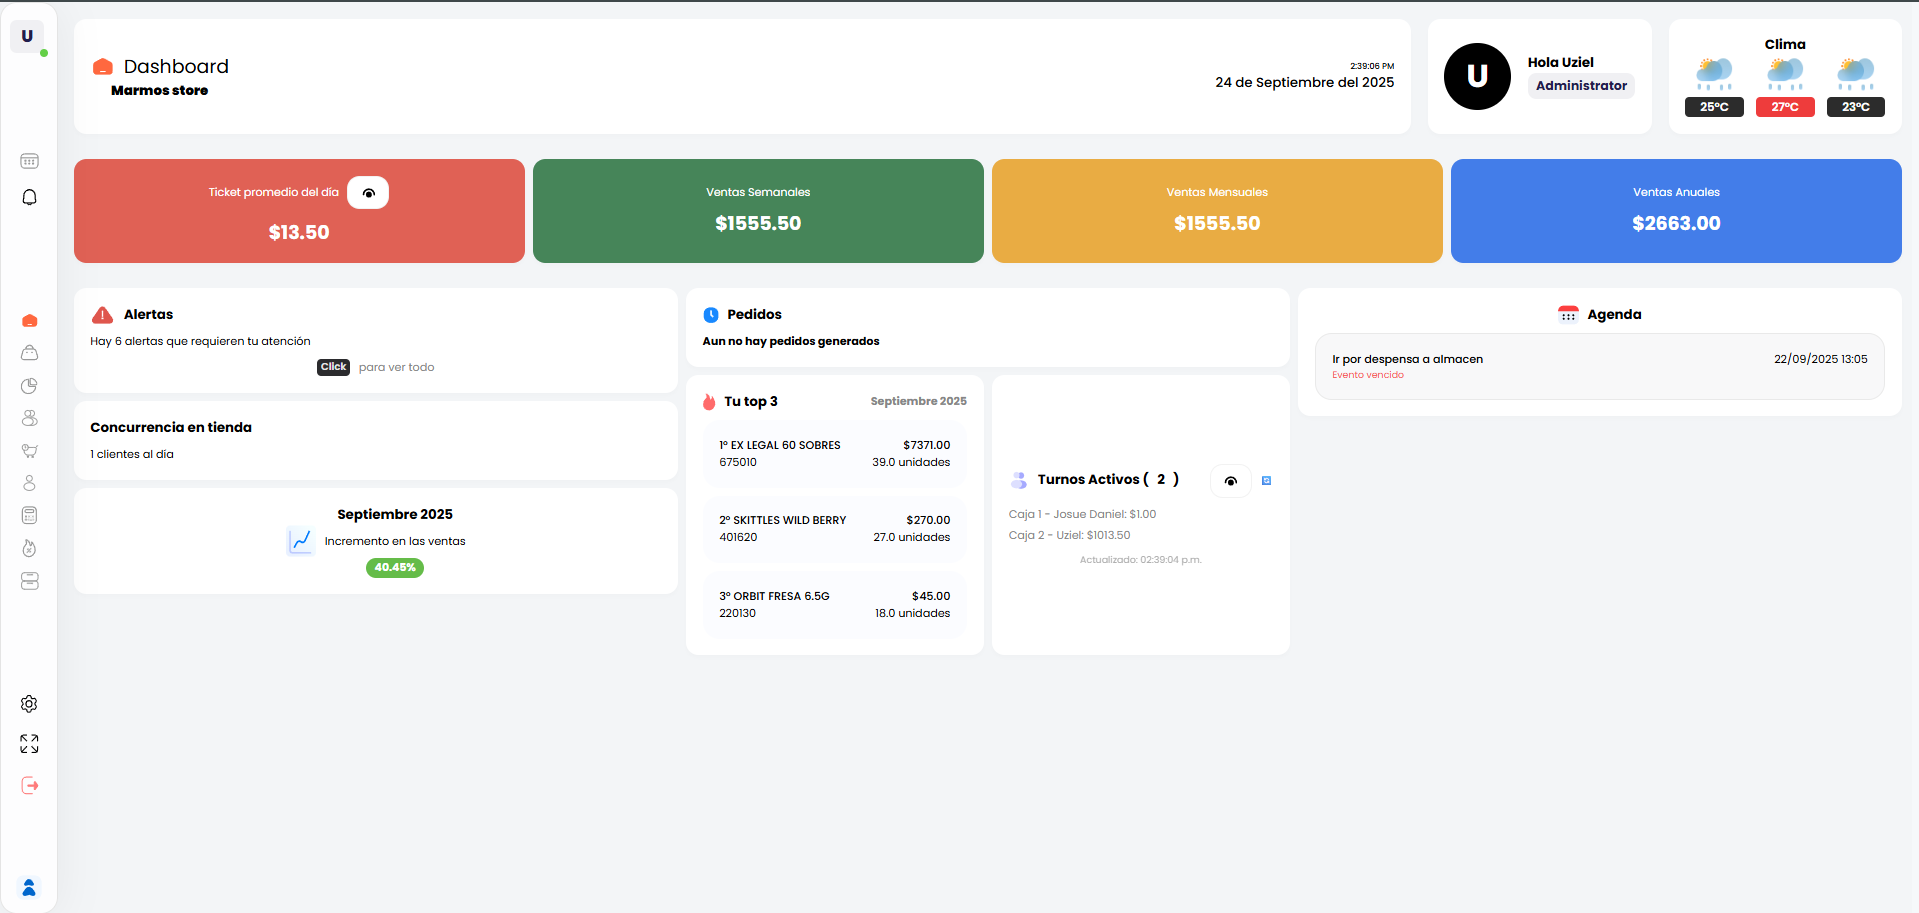 U
Dashboard
Marmos store
2:39:06 PM
24 de Septiembre del 2025
U
Hola Uziel
Administrator
Clima
25°C
27°C
23°C
Ticket promedio del día
$13.50
Ventas Semanales
$1555.50
Ventas Mensuales
$1555.50
Ventas Anuales
$2663.00
Alertas
Hay 6 alertas que requieren tu atención
Click para ver todo
Concurrencia en tienda
1 clientes al día
Septiembre 2025
Incremento en las ventas
40.45%
Pedidos
Aun no hay pedidos generados
Tu top 3 Septiembre 2025
1° EX LEGAL 60 SOBRES $7371.00
675010 39.0 unidades
2° SKITTLES WILD BERRY $270.00
401620 27.0 unidades
3° ORBIT FRESA 6.5G $45.00
220130 18.0 unidades
Turnos Activos ( 2 )
Caja 1 - Josue Daniel: $1.00
Caja 2 - Uziel: $1013.50
Actualizado: 02:39:04 p.m.
Agenda
Ir por despensa a almacen 22/09/2025 13:05
Evento vencido